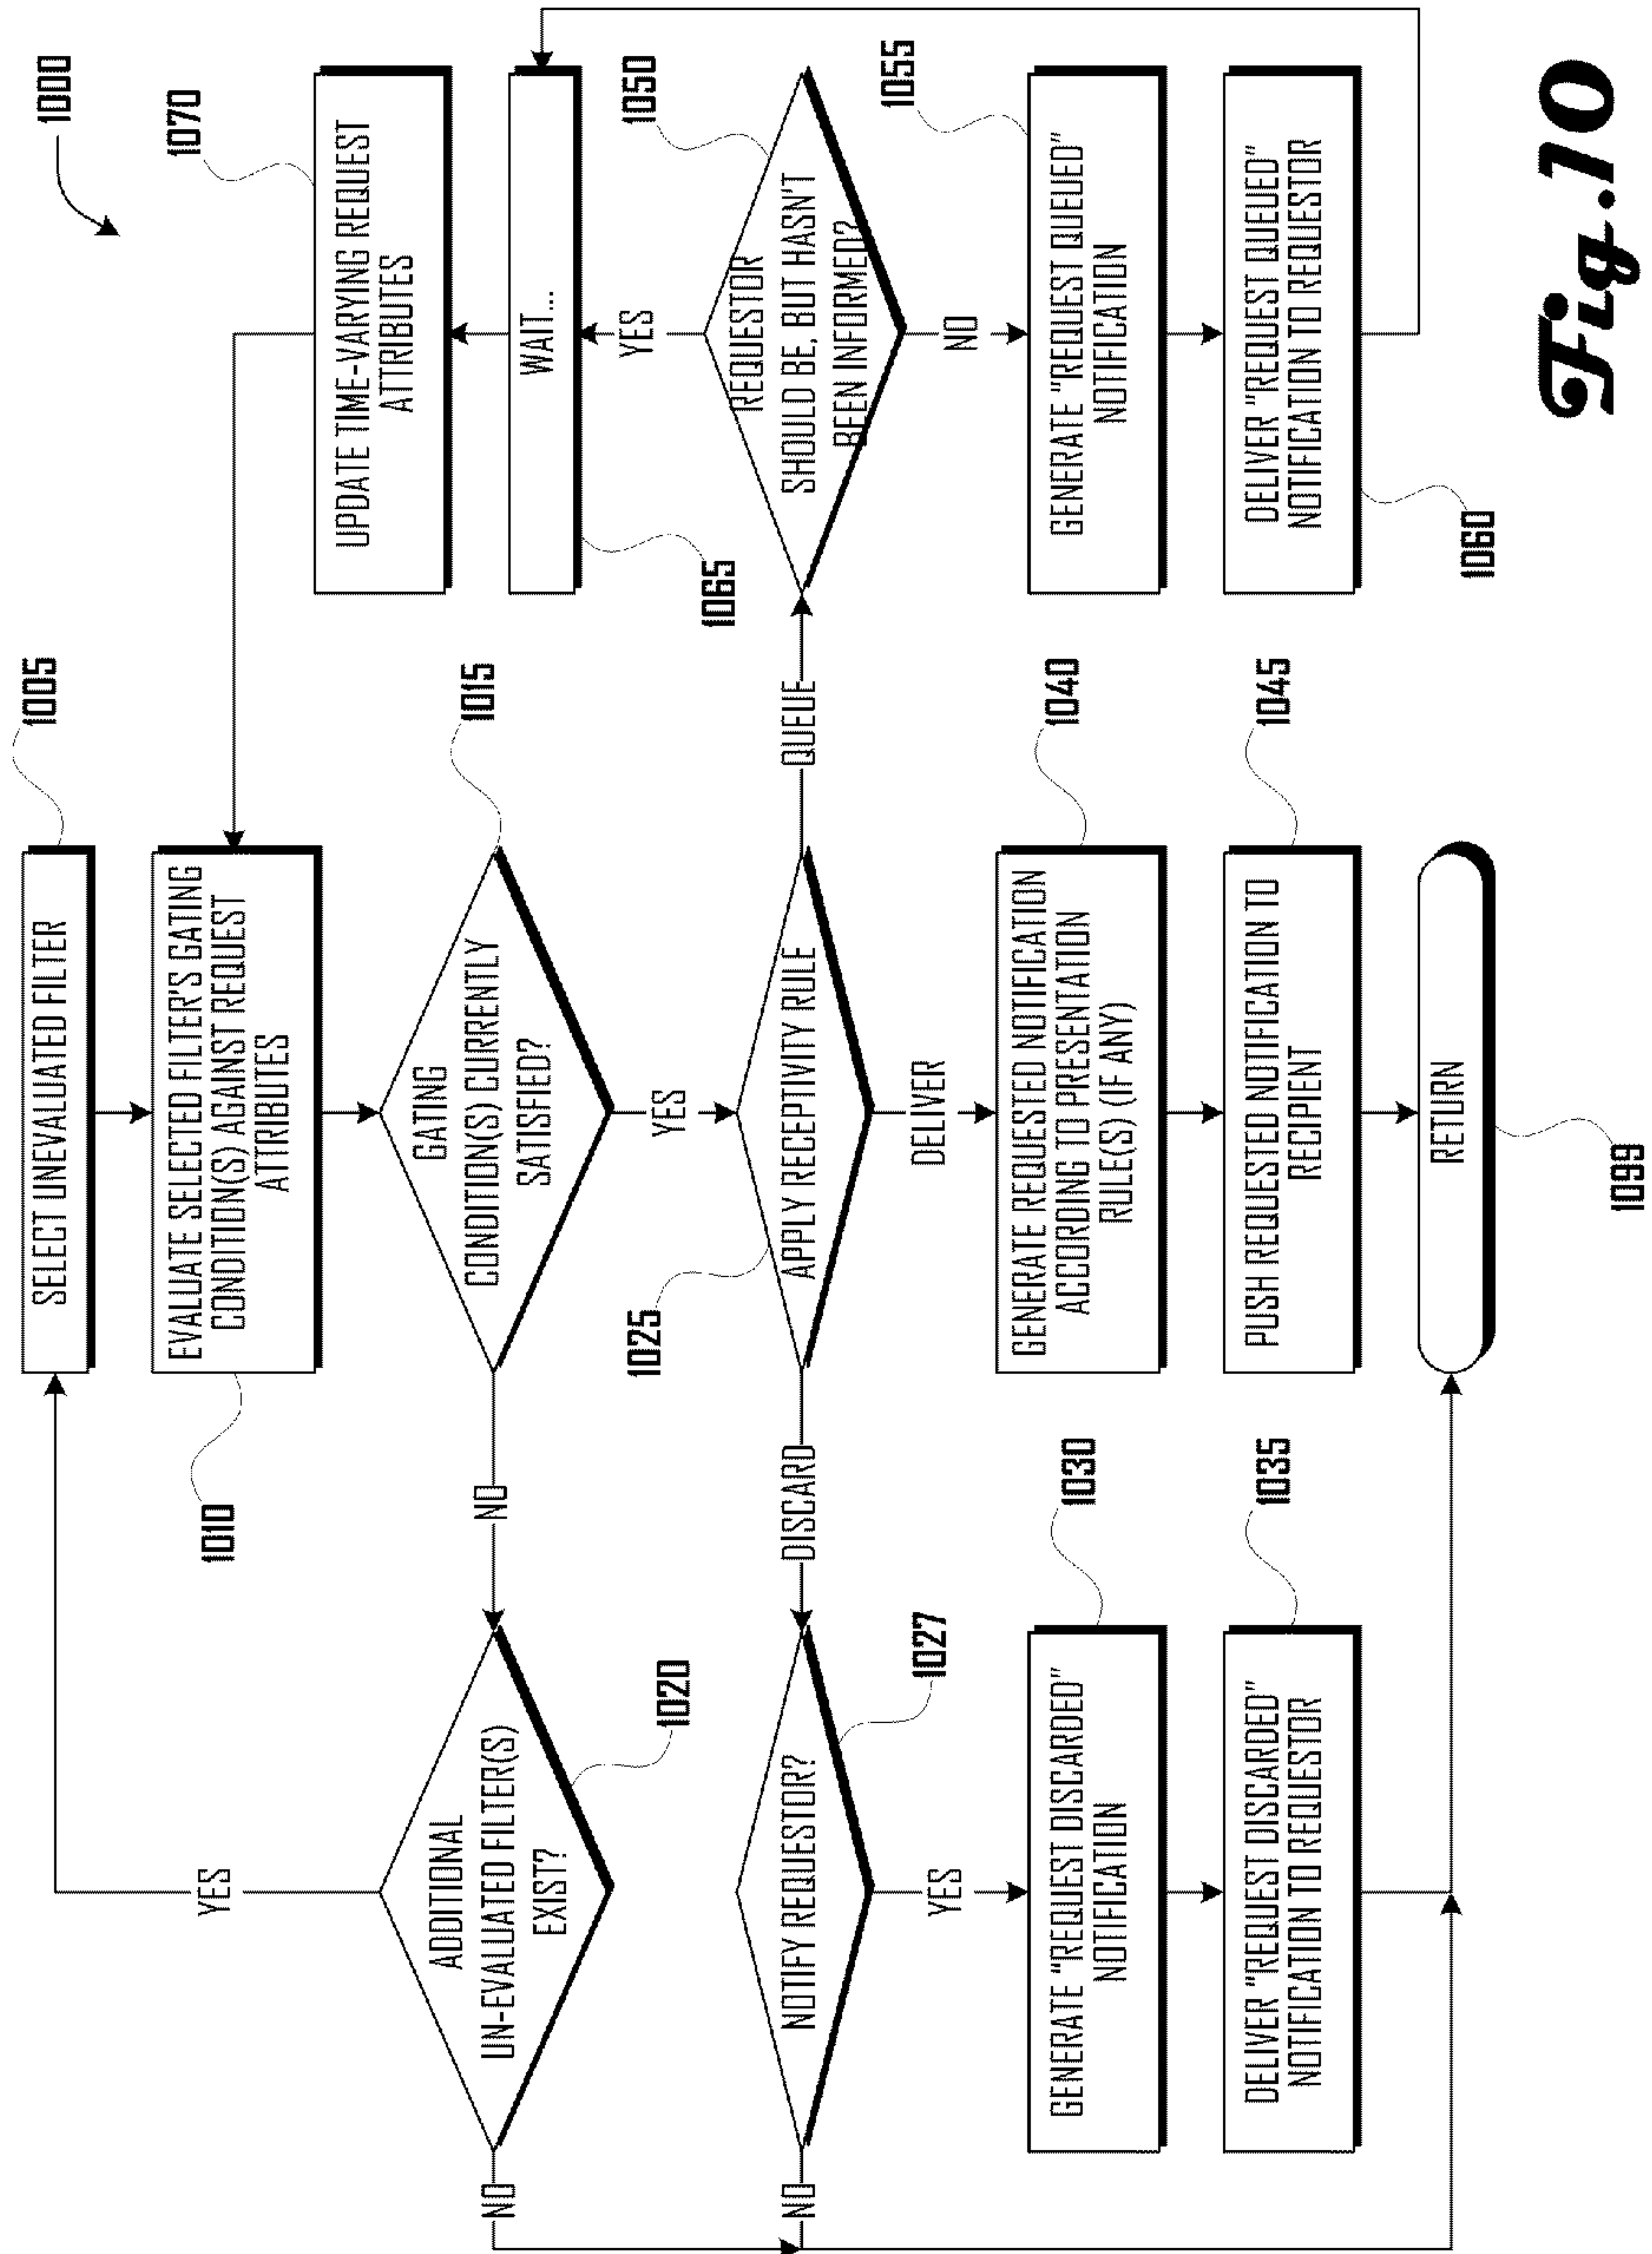 1000
1005
SELECT UNEVALUATED FILTER
EVALUATE SELECTED FILTER'S GATING
CONDITION(S) AGAINST REQUEST
ATTRIBUTES
1010
UPDATE TIME-VARYING REQUEST
ATTRIBUTES
1070
YES
ADDITIONAL
UN-EVALUATED FILTER(S)
EXIST?
1020
NO
NO
GATING
CONDITION(S) CURRENTLY
SATISFIED?
1015
WAIT...
1065
YES
YES
NOTIFY REQUESTOR?
1027
NO
DISCARD
APPLY RECEPTIVITY RULE
1025
QUEUE
REQUESTOR
SHOULD BE, BUT HASN'T
BEEN INFORMED?
1050
YES
DELIVER
NO
GENERATE "REQUEST DISCARDED"
NOTIFICATION
1030
GENERATE REQUESTED NOTIFICATION
ACCORDING TO PRESENTATION
RULE(S) (IF ANY)
1040
GENERATE "REQUEST QUEUED"
NOTIFICATION
1055
DELIVER "REQUEST DISCARDED"
NOTIFICATION TO REQUESTOR
1035
PUSH REQUESTED NOTIFICATION TO
RECIPIENT
1045
DELIVER "REQUEST QUEUED"
NOTIFICATION TO REQUESTOR
1060
RETURN
1099
Fig.10